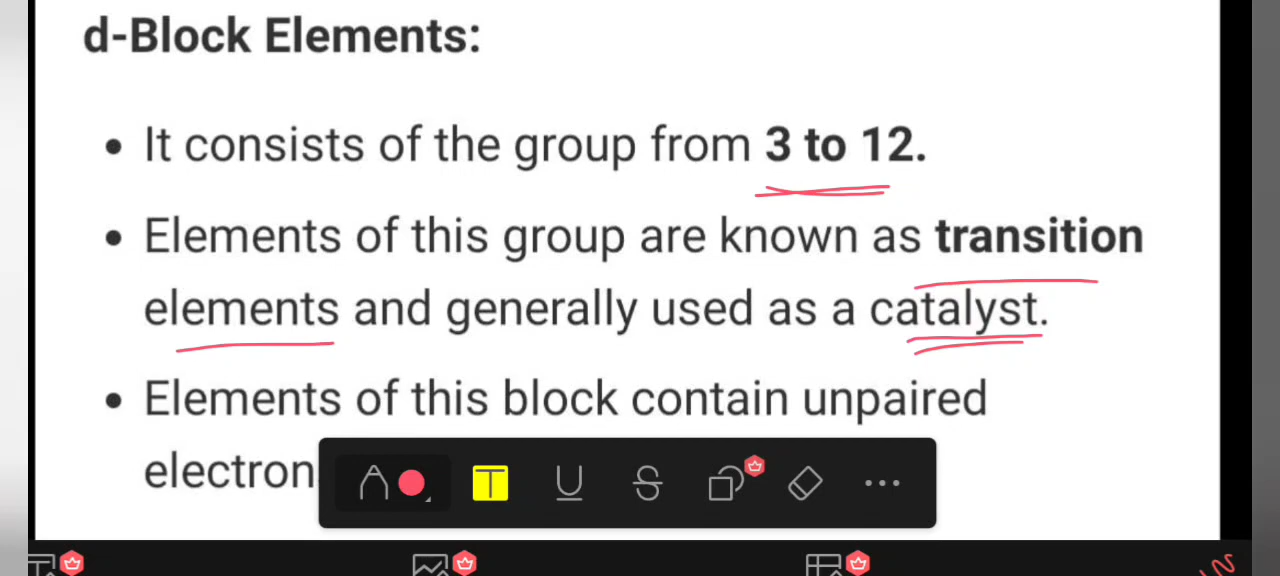 d-Block Elements:
• It consists of the group from 3 to 12.
• Elements of this group are known as transition
elements and generally used as a catalyst.
• Elements of this block contain unpaired
electron